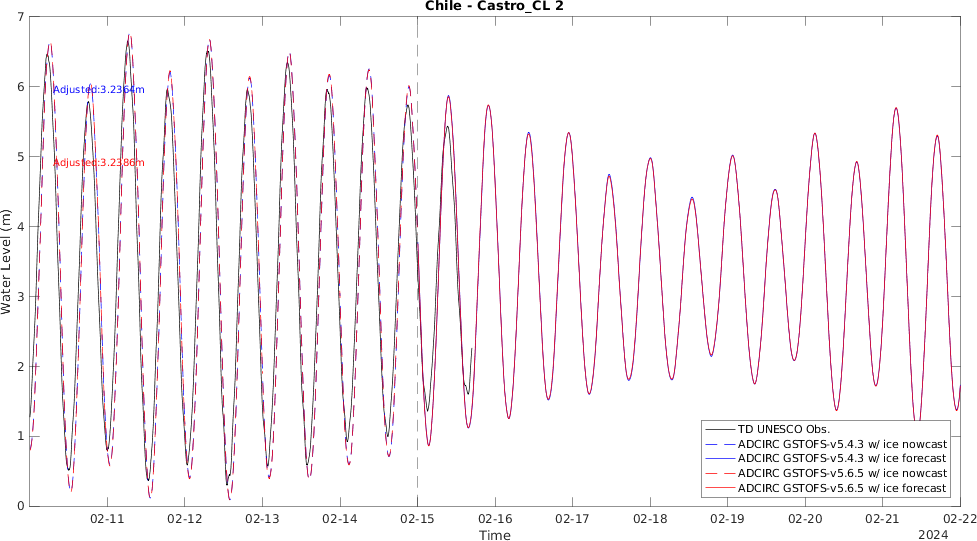 Chile - Castro_CL 2
7
6
5
4
3
2
1
0
Water Level (m)
Adjusted:3.2364m
Adjusted:3.2386m
TD UNESCO Obs.
ADCIRC GSTOFS-v5.4.3 w/ ice nowcast
ADCIRC GSTOFS-v5.4.3 w/ ice forecast
ADCIRC GSTOFS-v5.6.5 w/ ice nowcast
ADCIRC GSTOFS-v5.6.5 w/ ice forecast
02-11 02-12 02-13 02-14 02-15 02-16 02-17 02-18 02-19 02-20 02-21 02-22
Time
2024